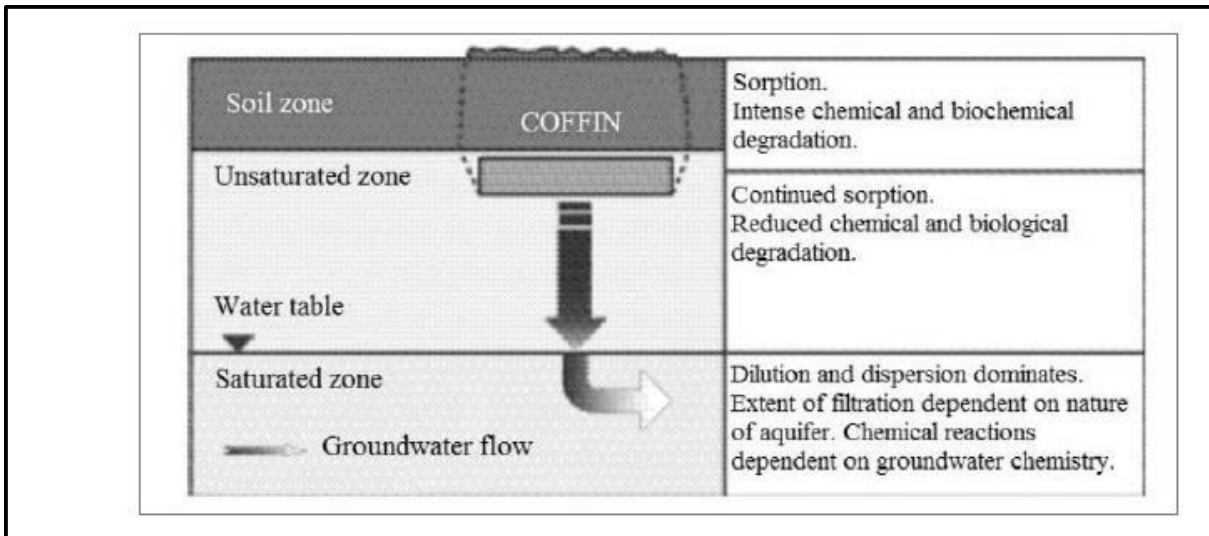 Soil zone
COFFIN
Sorption.
Intense chemical and biochemical
degradation.
Unsaturated zone
Continued sorption.
Reduced chemical and biological
degradation.
Water table
Saturated zone
Groundwater flow
Dilution and dispersion dominates.
Extent of filtration dependent on nature
of aquifer. Chemical reactions
dependent on groundwater chemistry.